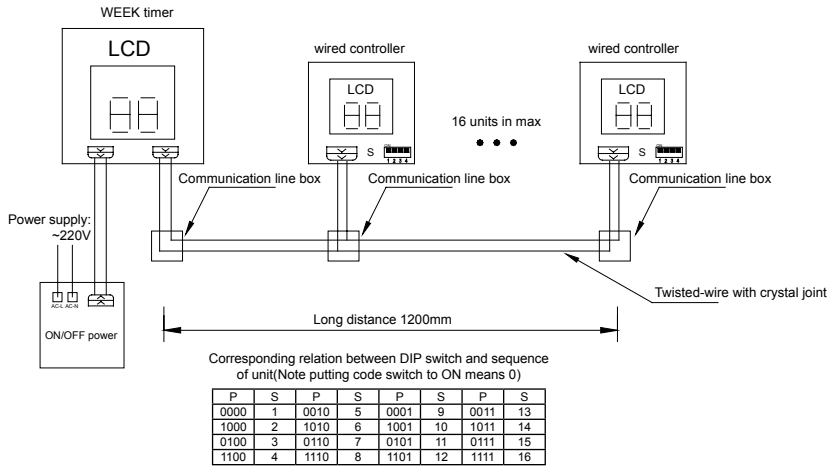 WEEK timer
LCD
wired controller
LCD
S
ON
1 2 3 4
16 units in max
wired controller
LCD
S
ON
1 2 3 4
Communication line box
Communication line box
Communication line box
Power supply:
~220V
AC-L AC-N
ON/OFF power
Twisted-wire with crystal joint
Long distance 1200mm
Corresponding relation between DIP switch and sequence
of unit(Note putting code switch to ON means 0)
P S P S P S P S
0000 1 0010 5 0001 9 0011 13
1000 2 1010 6 1001 10 1011 14
0100 3 0110 7 0101 11 0111 15
1100 4 1110 8 1101 12 1111 16